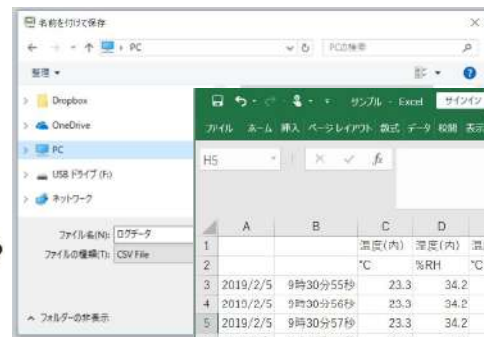 名前を付けて保存
PC
PCの検索
整理
Dropbox
OneDrive
PC
USB ドライブ (F:)
ネットワーク
ファイル名(N): ログデータ
ファイルの種類(T): CSV File
フォルダーの非表示
サンプル - Excel サインイン
ファイル ホーム 挿入 ページレイアウト 数式 データ 校閲 表示
H5 fx
A B C D
1 温度(内) 湿度(内) 温
2 ℃ %RH ℃
3 2019/2/5 9時30分55秒 23.3 34.2
4 2019/2/5 9時30分56秒 23.3 34.2
5 2019/2/5 9時30分57秒 23.3 34.2